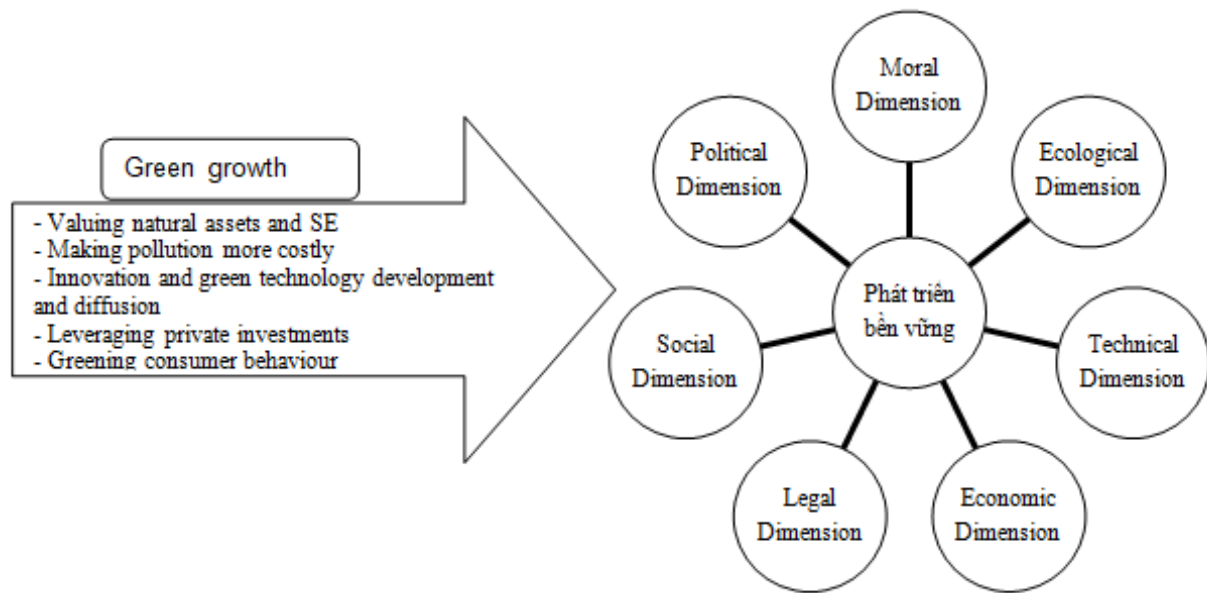 Green growth
- Valuing natural assets and SE
- Making pollution more costly
- Innovation and green technology development
and diffusion
- Leveraging private investments
- Greening consumer behaviour
Moral
Dimension
Political
Dimension
Ecological
Dimension
Phát triển
bền vững
Social
Dimension
Technical
Dimension
Legal
Dimension
Economic
Dimension